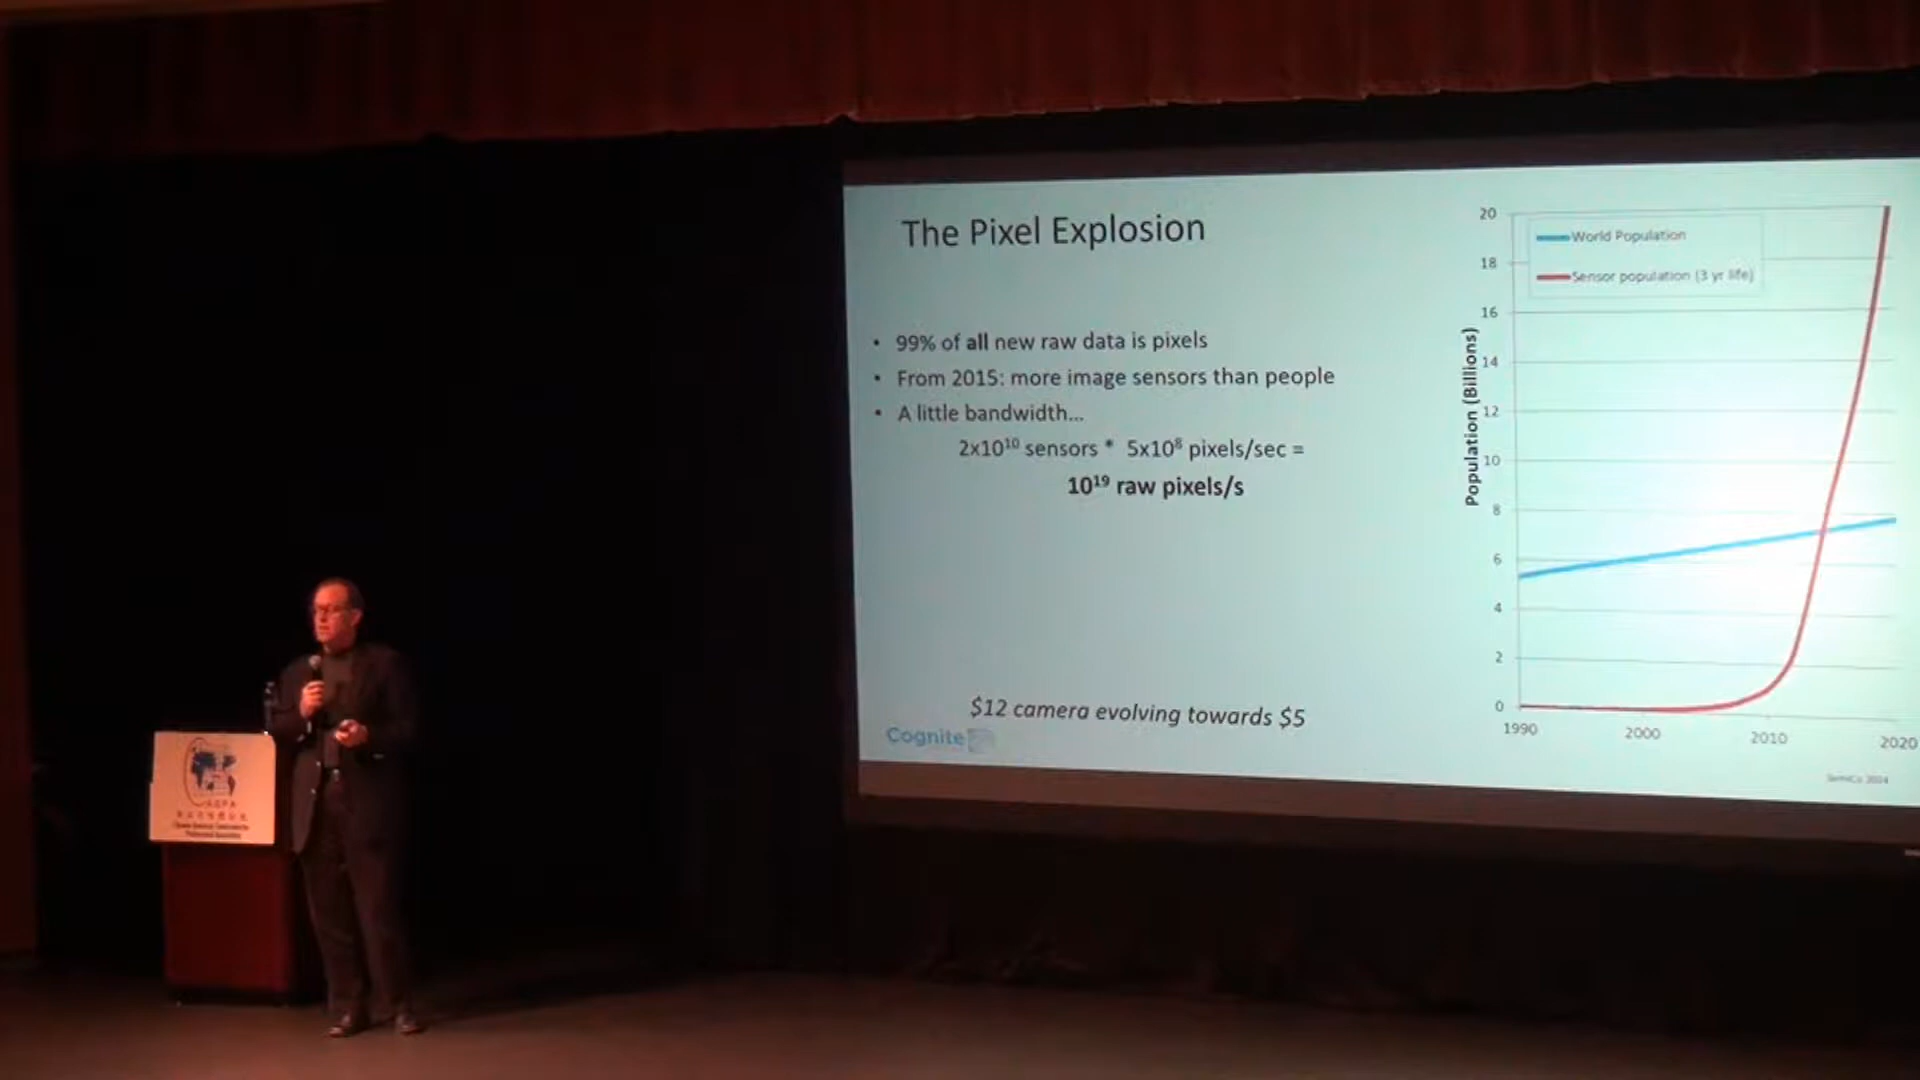 The Pixel Explosion
• 99% of all new raw data is pixels
• From 2015: more image sensors than people
• A little bandwidth...
2x10¹⁰ sensors * 5x10⁸ pixels/sec =
10¹⁹ raw pixels/s
$12 camera evolving towards $5
Cognite
World Population
Sensor population (3 yr life)
Population (Billions)
20
18
16
14
12
10
8
6
4
2
0
1990
2000
2010
2020
2014